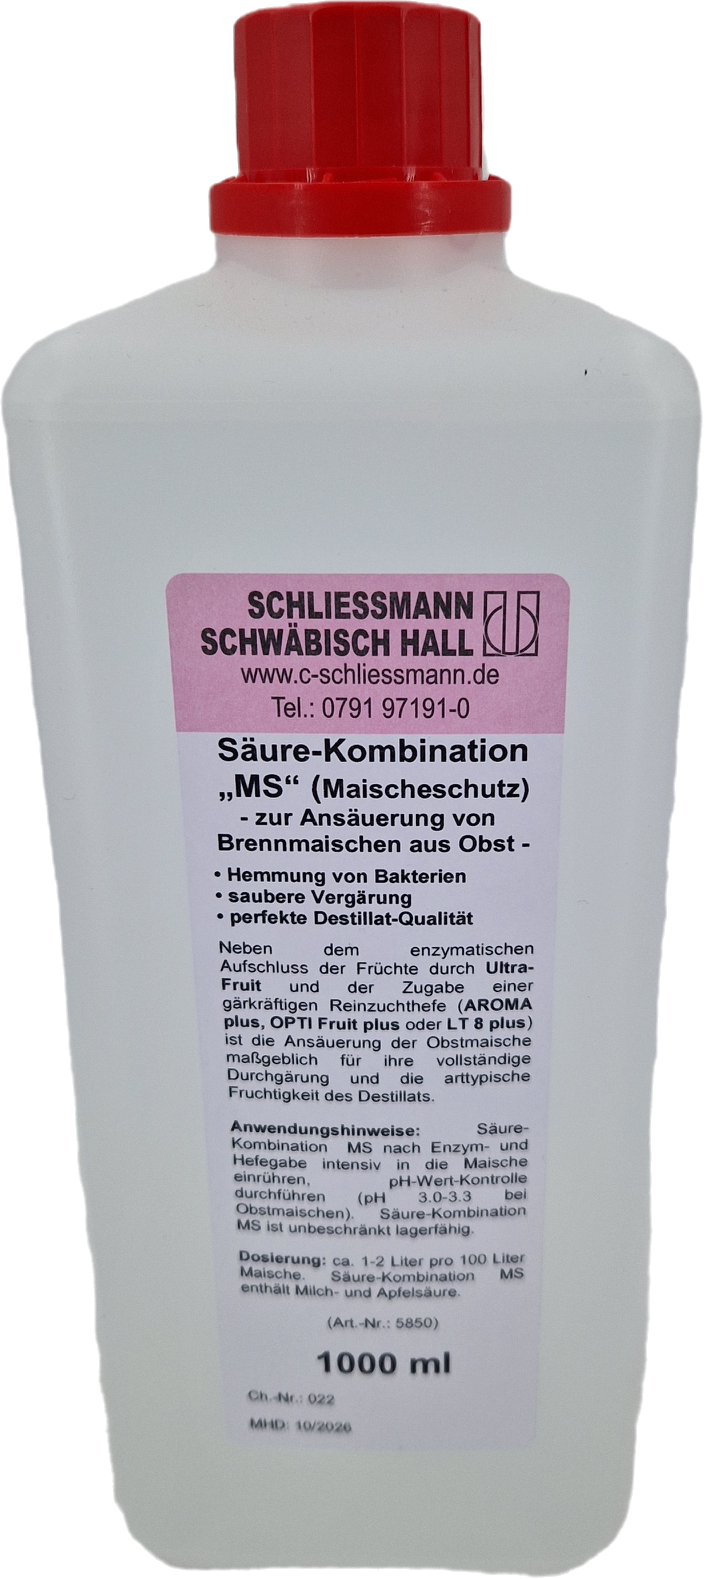 SCHLIESSMANN
SCHWÄBISCH HALL
www.c-schliessmann.de
Tel.: 0791 97191-0
Säure-Kombination
„MS“ (Maischeschutz)
- zur Ansäuerung von
Brennmaischen aus Obst -
• Hemmung von Bakterien
• saubere Vergärung
• perfekte Destillat-Qualität
Neben dem enzymatischen
Aufschluss der Früchte durch Ultra-
Fruit und der Zugabe einer
gärkräftigen Reinzuchthefe (AROMA
plus, OPTI Fruit plus oder LT 8 plus)
ist die Ansäuerung der Obstmaische
maßgeblich für ihre vollständige
Durchgärung und die arttypische
Fruchtigkeit des Destillats.
Anwendungshinweise: Säure-
Kombination MS nach Enzym- und
Hefegabe intensiv in die Maische
einrühren, pH-Wert-Kontrolle
durchführen (pH 3.0-3.3 bei
Obstmaischen). Säure-Kombination
MS ist unbeschränkt lagerfähig.
Dosierung: ca. 1-2 Liter pro 100 Liter
Maische. Säure-Kombination MS
enthält Milch- und Apfelsäure.
(Art.-Nr.: 5850)
1000 ml
Ch.-Nr.: 022
MHD: 10/2026